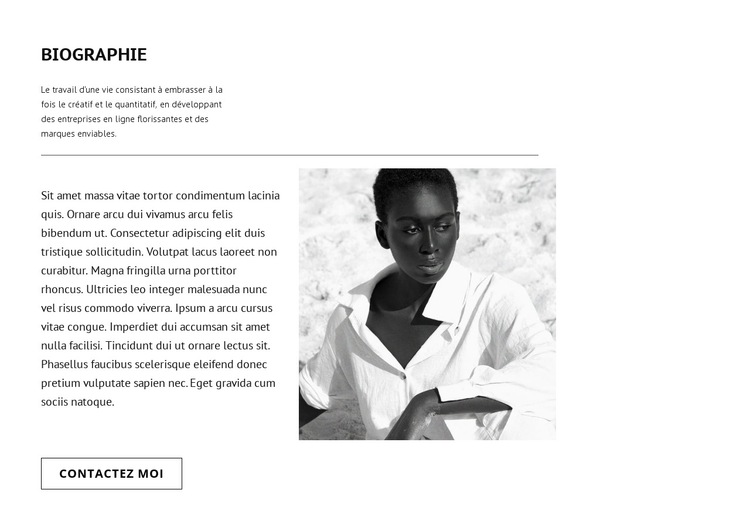 BIOGRAPHIE
Le travail d'une vie consistant à embrasser à la
fois le créatif et le quantitatif, en développant
des entreprises en ligne florissantes et des
marques enviables.
Sit amet massa vitae tortor condimentum lacinia
quis. Ornare arcu dui vivamus arcu felis
bibendum ut. Consectetur adipiscing elit duis
tristique sollicitudin. Volutpat lacus laoreet non
curabitur. Magna fringilla urna porttitor
rhoncus. Ultricies leo integer malesuada nunc
vel risus commodo viverra. Ipsum a arcu cursus
vitae congue. Imperdiet dui accumsan sit amet
nulla facilisi. Tincidunt dui ut ornare lectus sit.
Phasellus faucibus scelerisque eleifend donec
pretium vulputate sapien nec. Eget gravida cum
sociis natoque.
CONTACTEZ MOI